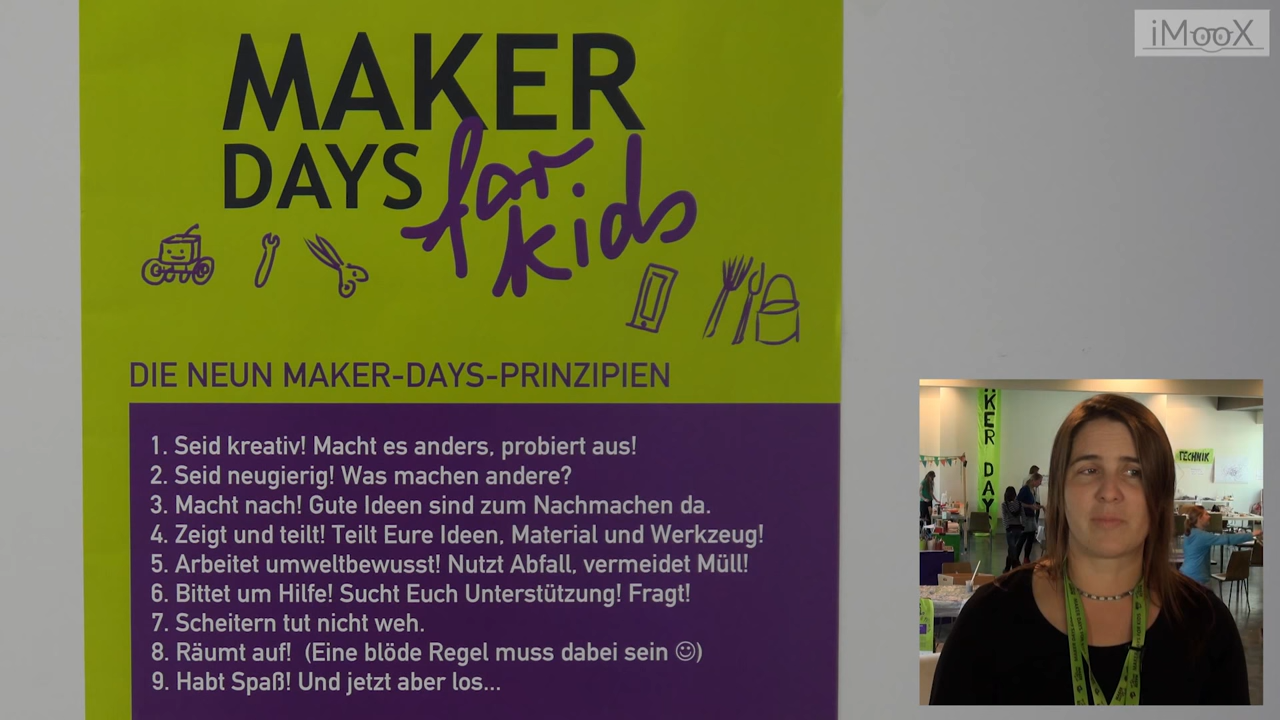 iMooX
MAKER
DAYS for
kids
DIE NEUN MAKER-DAYS-PRINZIPIEN
1. Seid kreativ! Macht es anders, probiert aus!
2. Seid neugierig! Was machen andere?
3. Macht nach! Gute Ideen sind zum Nachmachen da.
4. Zeigt und teilt! Teilt Eure Ideen, Material und Werkzeug!
5. Arbeitet umweltbewusst! Nutzt Abfall, vermeidet Müll!
6. Bittet um Hilfe! Sucht Euch Unterstützung! Fragt!
7. Scheitern tut nicht weh.
8. Räumt auf! (Eine blöde Regel muss dabei sein ☺)
9. Habt Spaß! Und jetzt aber los...
KER DAY
TECHNIK